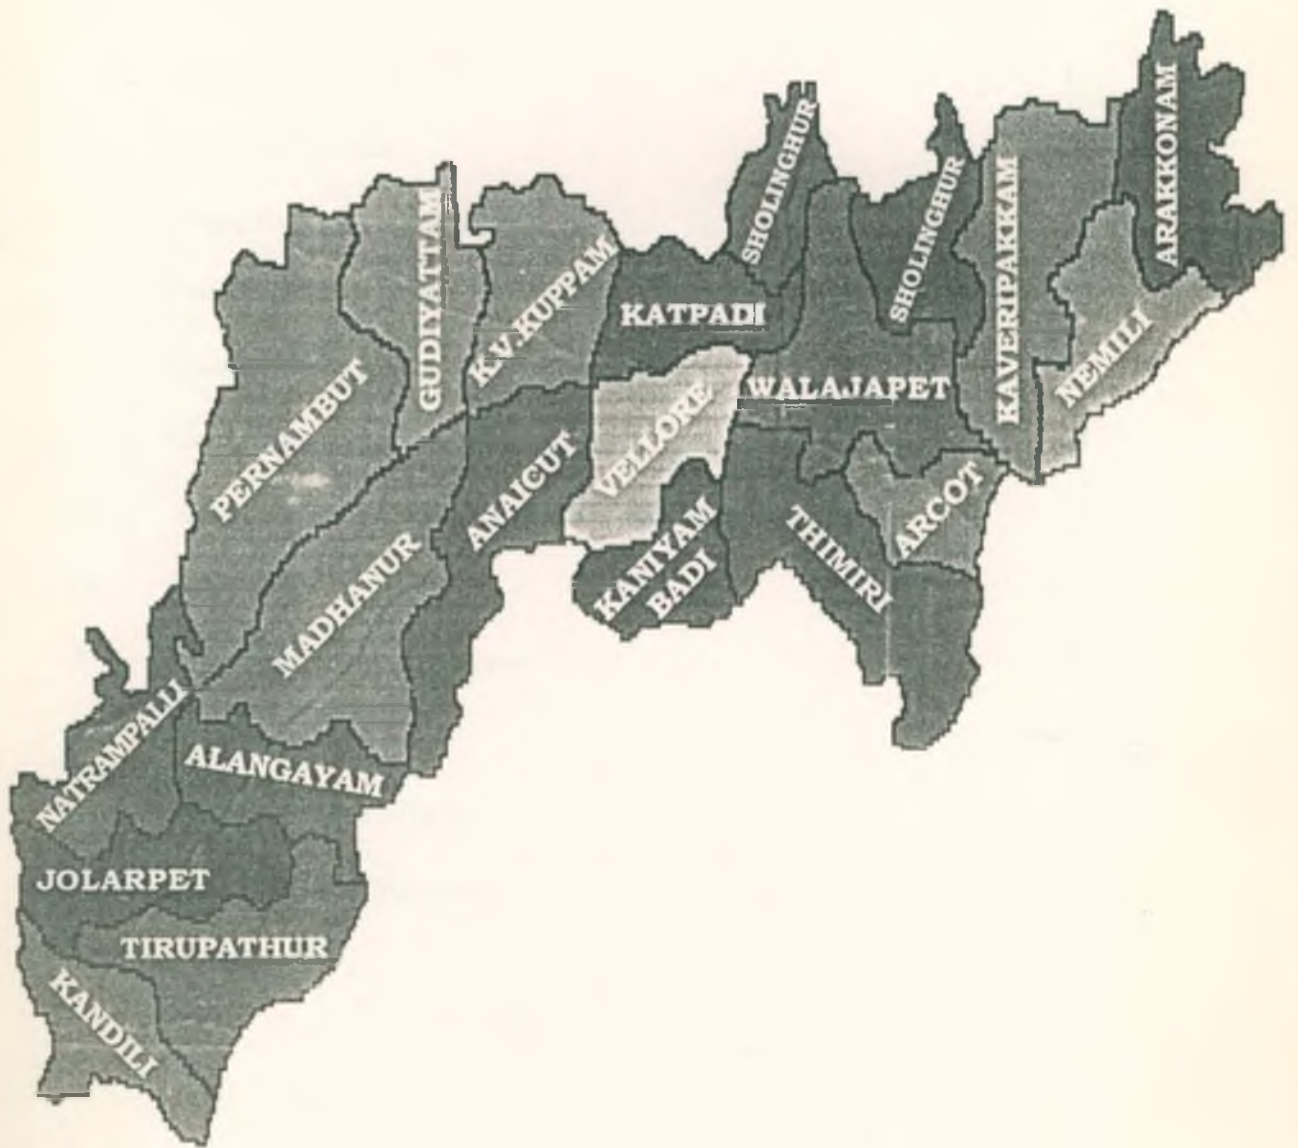 ARAKKONAM
SHOLINGHUR
SHOLINGHUR
KAVERIPAKKAM
GUDIYATTAM
K.V.KUPPAM
KATPADI
NEMILI
WALAJAPET
PERNAMBUT
VELLORE
ANAICUT
ARCOT
THIMIRI
KANIYAM
BADI
MADHANUR
NATRAMPALLI
ALANGAYAM
JOLARPET
TIRUPATHUR
KANDILI